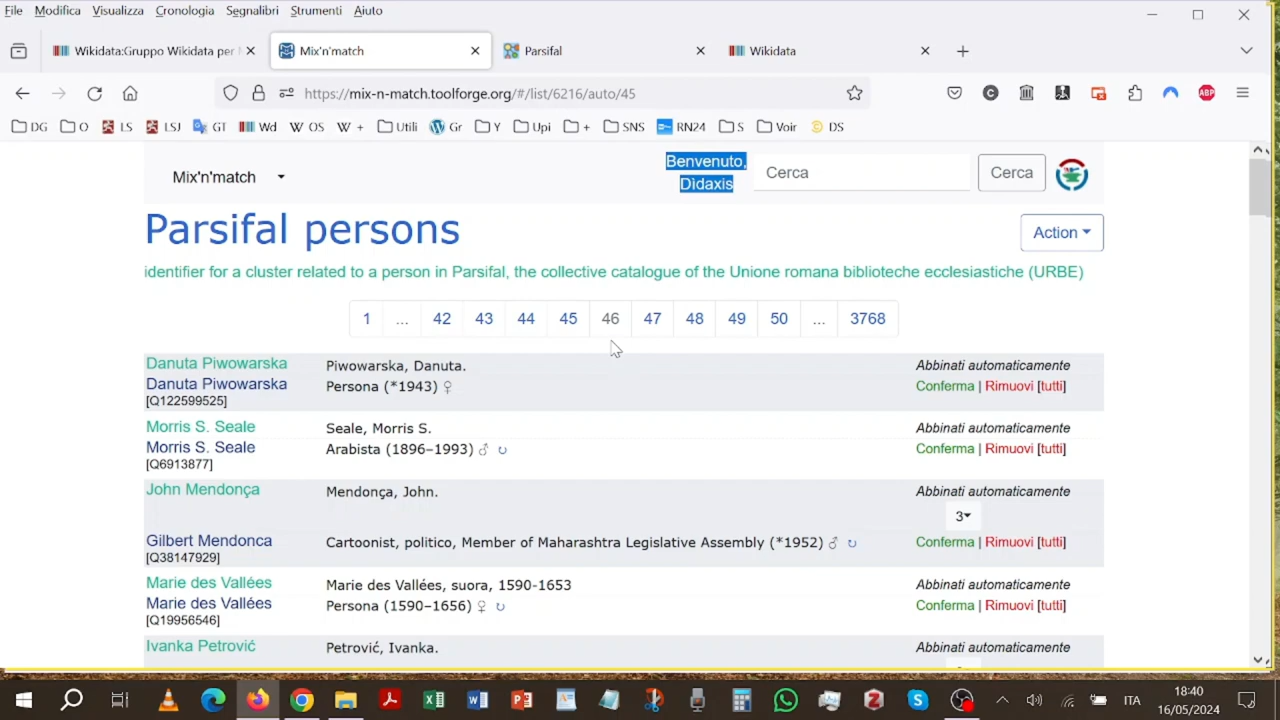 File Modifica Visualizza Cronologia Segnalibri Strumenti Aiuto
Wikidata:Gruppo Wikidata per
Mix'n'match
Parsifal
Wikidata
https://mix-n-match.toolforge.org/#/list/6216/auto/45
ABP
DG O LS LSJ GT Wd W OS W + Utili Gr Y Upi + SNS RN24 S Voir DS
Mix'n'match
Benvenuto,
Dìdaxis
Cerca
Cerca
Parsifal persons
Action
identifier for a cluster related to a person in Parsifal, the collective catalogue of the Unione romana biblioteche ecclesiastiche (URBE)
1 ... 42 43 44 45 46 47 48 49 50 ... 3768
Danuta Piwowarska Piwowarska, Danuta. Abbinati automaticamente
Danuta Piwowarska Persona (*1943) ♀ Conferma | Rimuovi [tutti]
[Q122599525]
Morris S. Seale Seale, Morris S. Abbinati automaticamente
Morris S. Seale Arabista (1896–1993) ♂ ↻ Conferma | Rimuovi [tutti]
[Q6913877]
John Mendonça Mendonça, John. Abbinati automaticamente
3
Gilbert Mendonca Cartoonist, politico, Member of Maharashtra Legislative Assembly (*1952) ♂ ↻ Conferma | Rimuovi [tutti]
[Q38147929]
Marie des Vallées Marie des Vallées, suora, 1590-1653 Abbinati automaticamente
Marie des Vallées Persona (1590–1656) ♀ ↻ Conferma | Rimuovi [tutti]
[Q19956546]
Ivanka Petrović Petrović, Ivanka. Abbinati automaticamente
ITA
18:40
16/05/2024